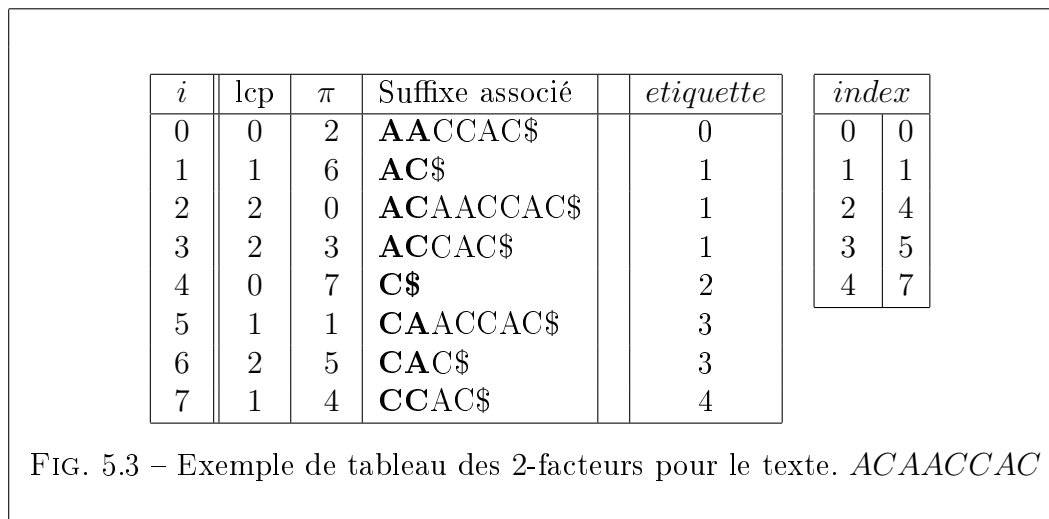 i lcp π Suffixe associé etiquette index
0 0 2 AACCAC$ 0 0 0
1 1 6 AC$ 1 1 1
2 2 0 ACAACCAC$ 1 2 4
3 2 3 ACCAC$ 1 3 5
4 0 7 C$ 2 4 7
5 1 1 CAACCAC$ 3
6 2 5 CAC$ 3
7 1 4 CCAC$ 4
FIG. 5.3 – Exemple de tableau des 2-facteurs pour le texte. ACAACCAC